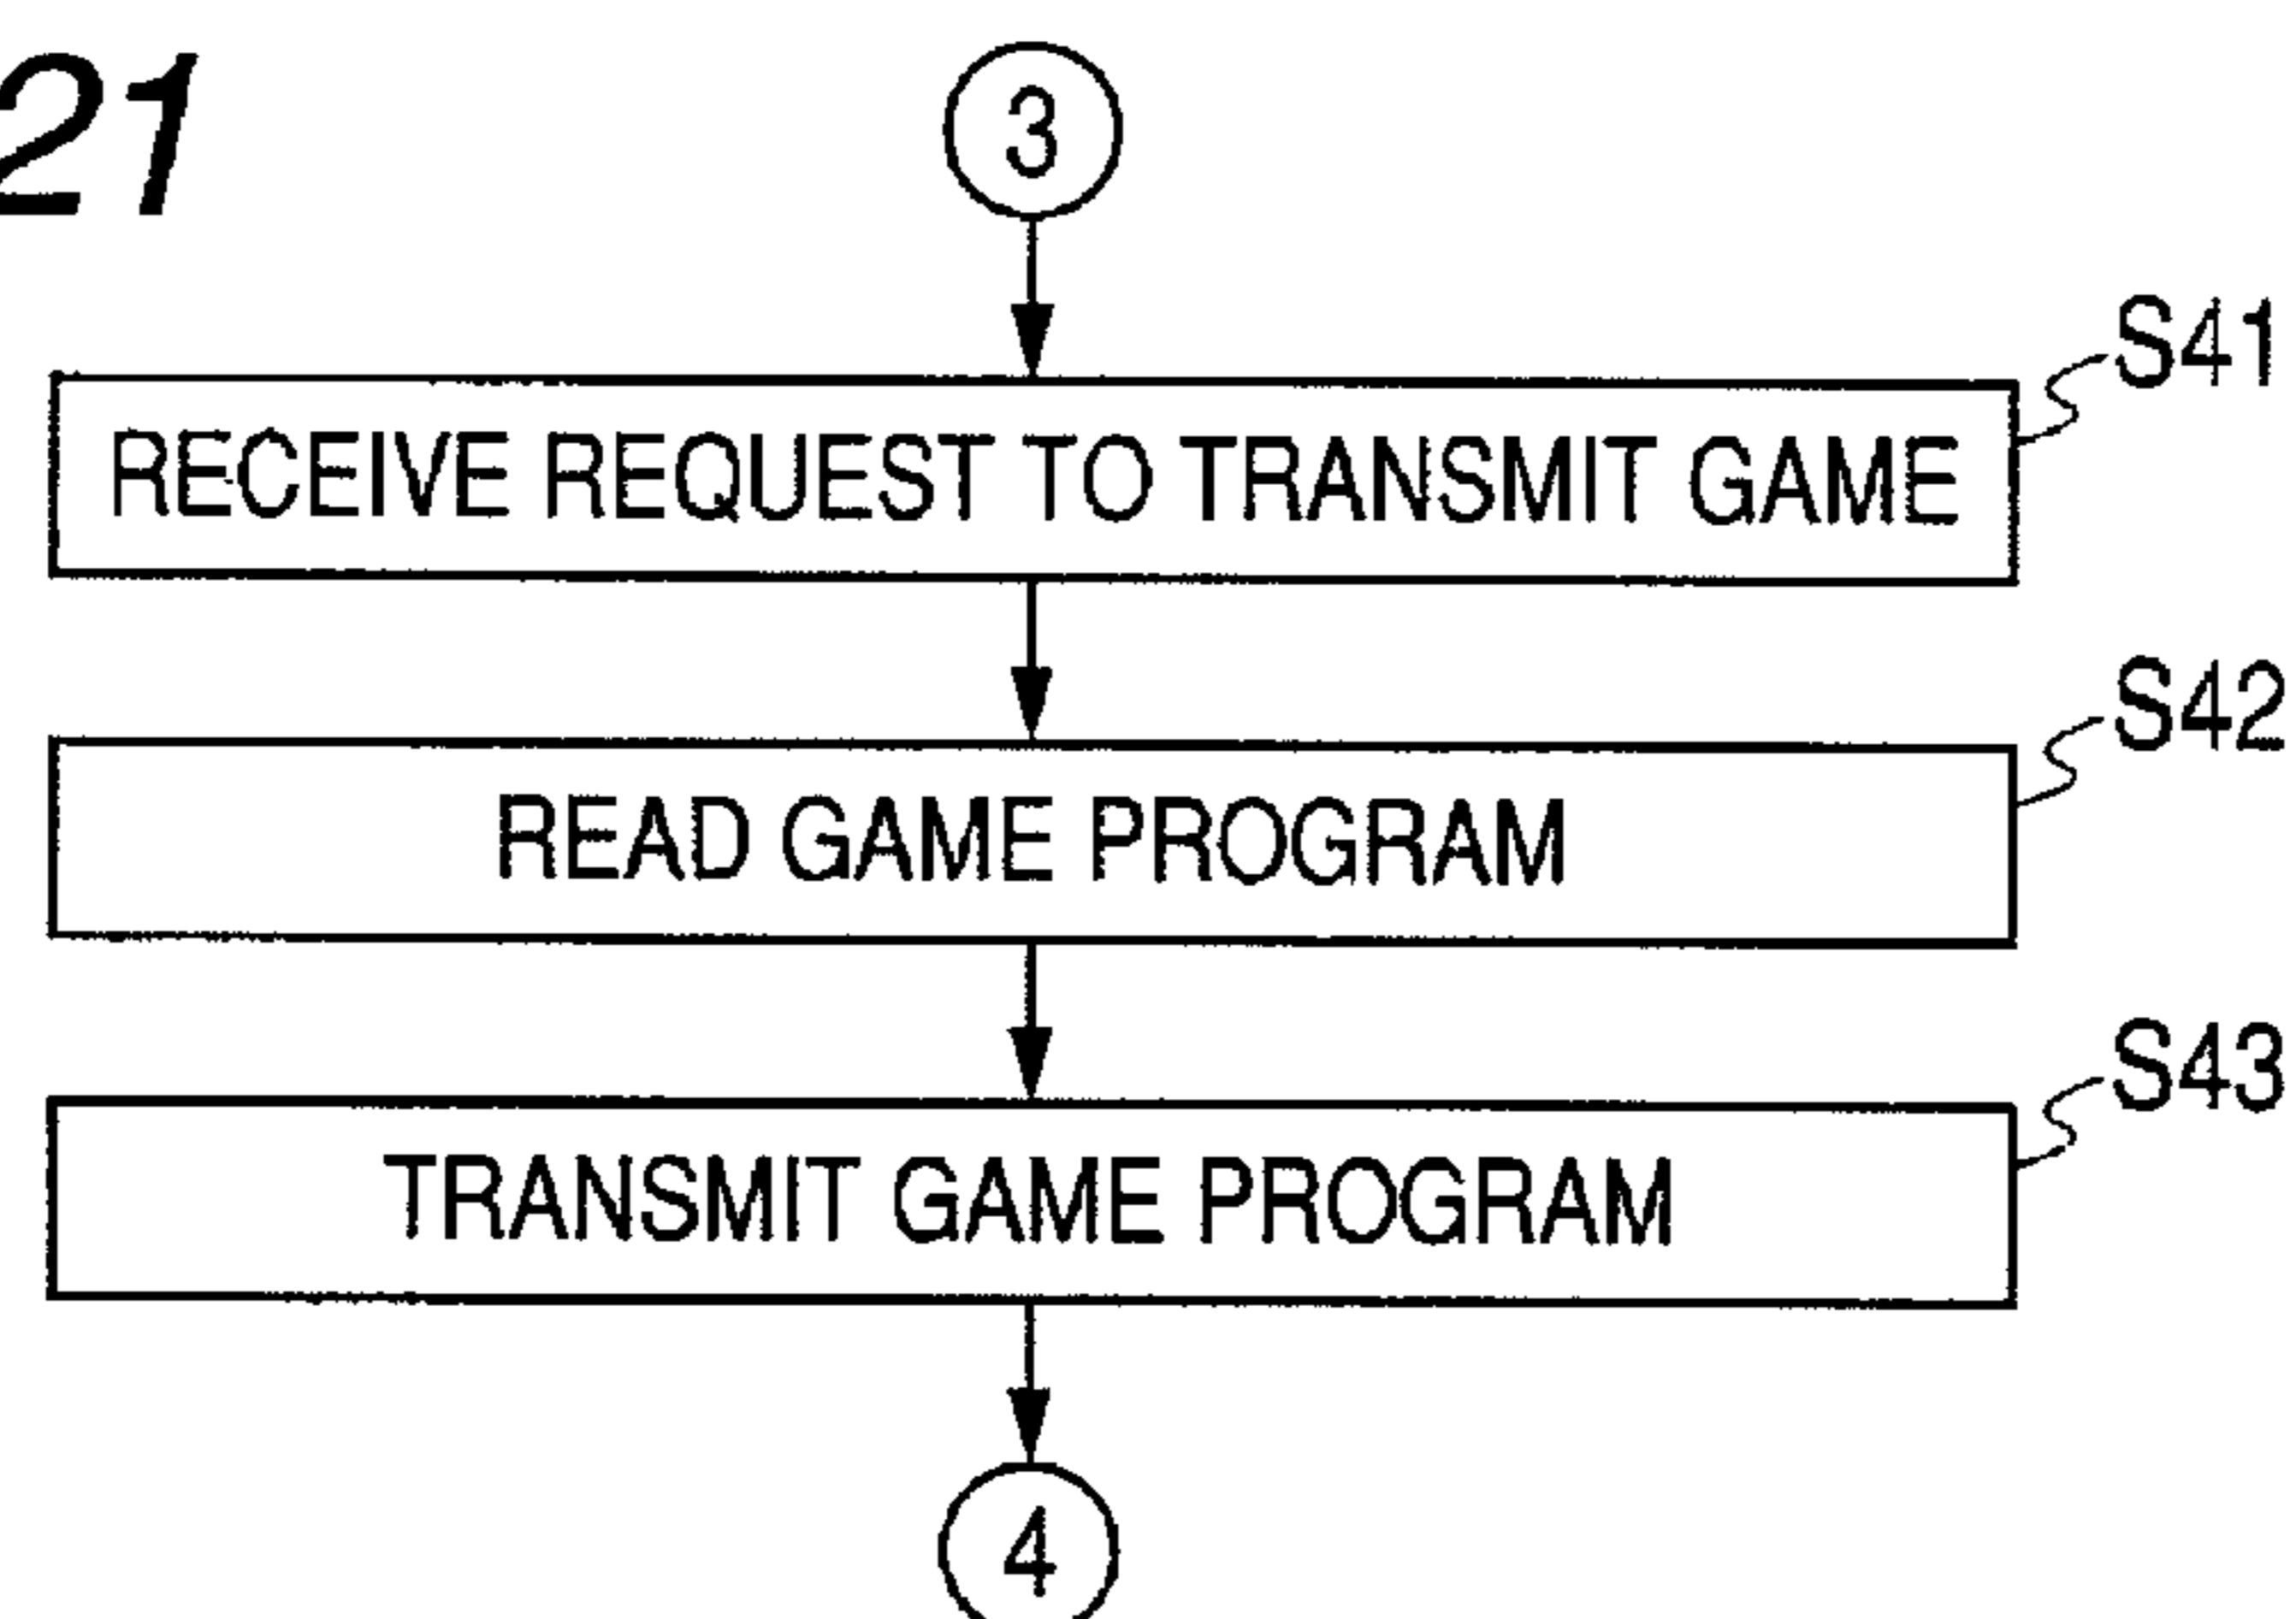 21
3
S41
RECEIVE REQUEST TO TRANSMIT GAME
S42
READ GAME PROGRAM
S43
TRANSMIT GAME PROGRAM
4